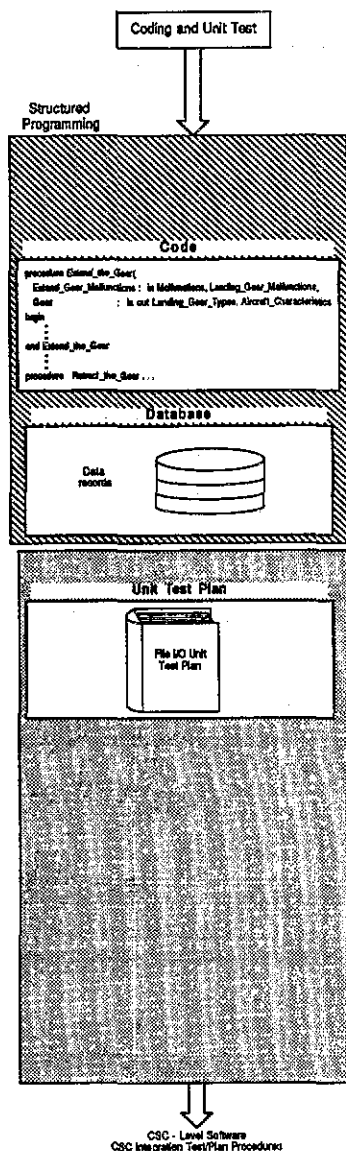 Coding and Unit Test
Structured
Programming
Code
procedure Extend_the_Gear(
Extend_Gear_Malfunctions : in Malfunctions, Landing_Gear_Malfunctions,
Gear : in out Landing_Gear_Types, Aircraft_Characteristics
begin
end Extend_the_Gear
procedure Retract_the_Gear ...
Database
Data
records
Unit Test Plan
File I/O Unit
Test Plan
CSC - Level Software
CSC Integration Test/Plan Procedures